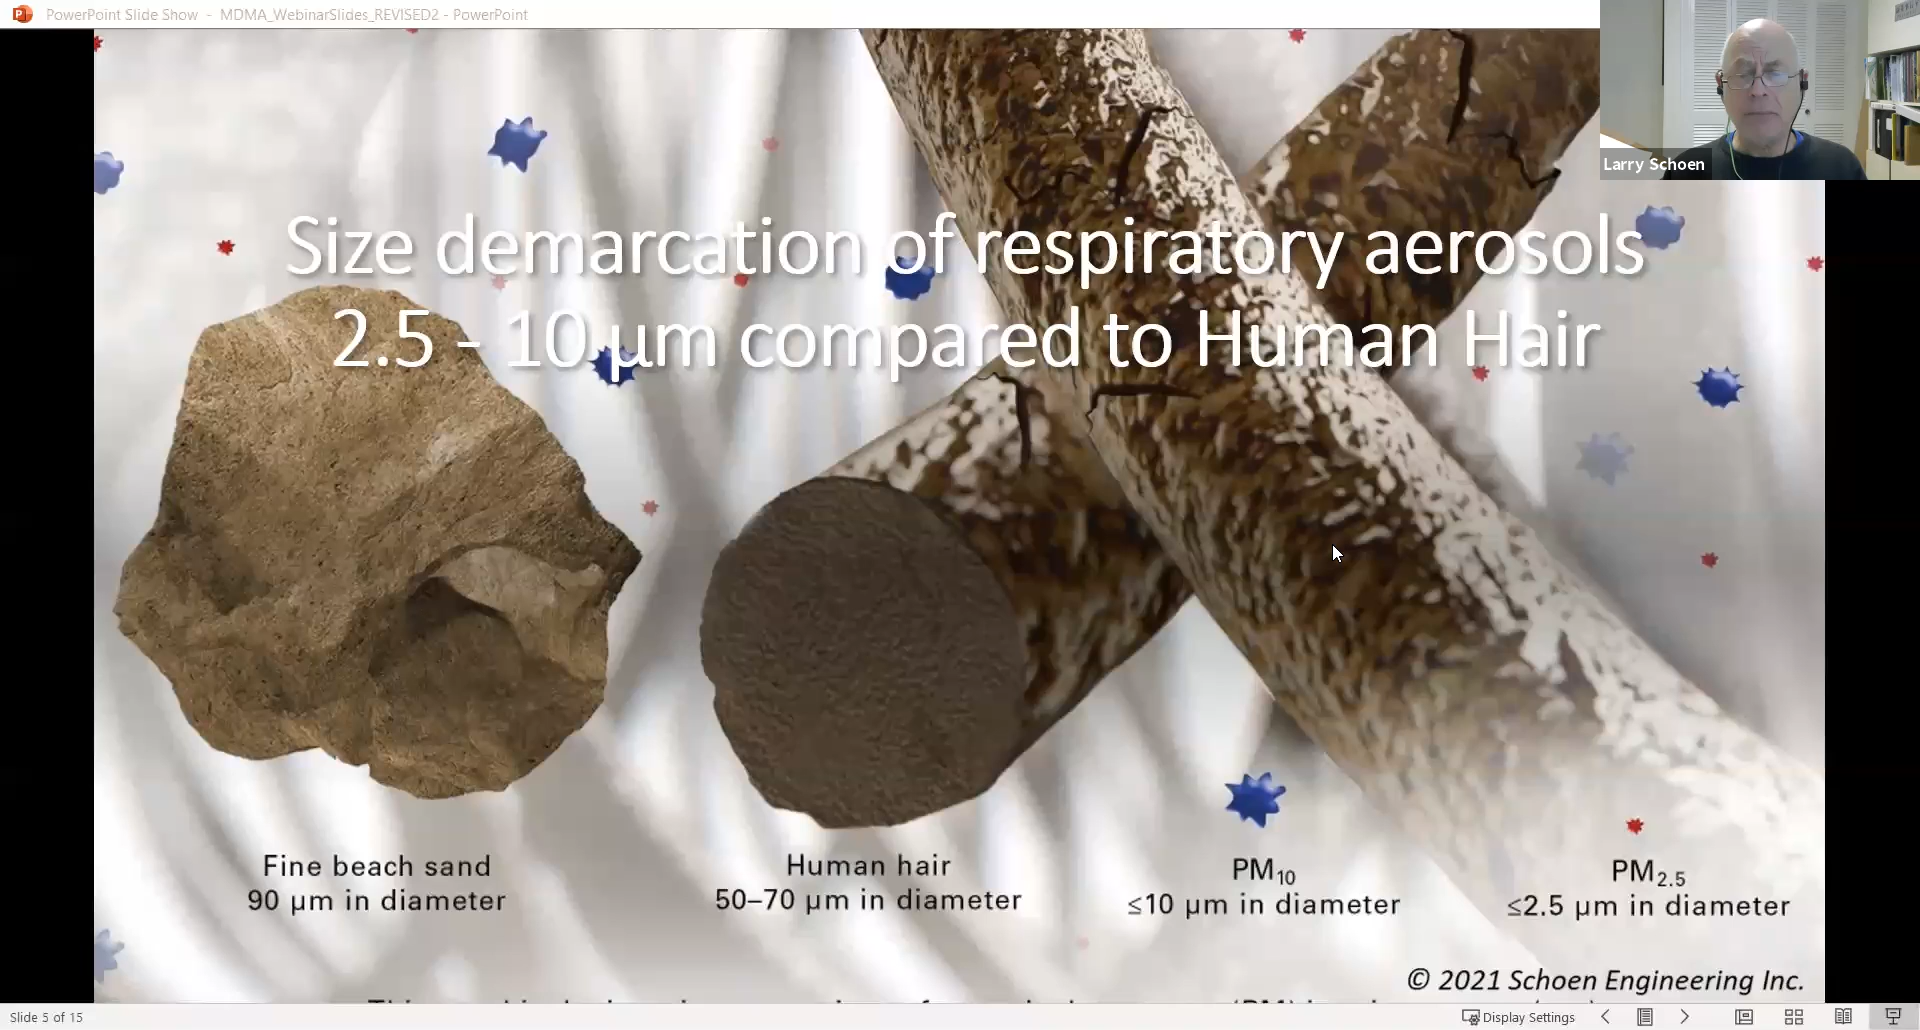 PowerPoint Slide Show - MDMA_WebinarSlides_REVISED2 - PowerPoint
Larry Schoen
Size demarcation of respiratory aerosols
2.5 - 10 µm compared to Human Hair
Fine beach sand
90 µm in diameter
Human hair
50–70 µm in diameter
PM10
≤10 µm in diameter
PM2.5
≤2.5 µm in diameter
© 2021 Schoen Engineering Inc.
Slide 5 of 15
Display Settings